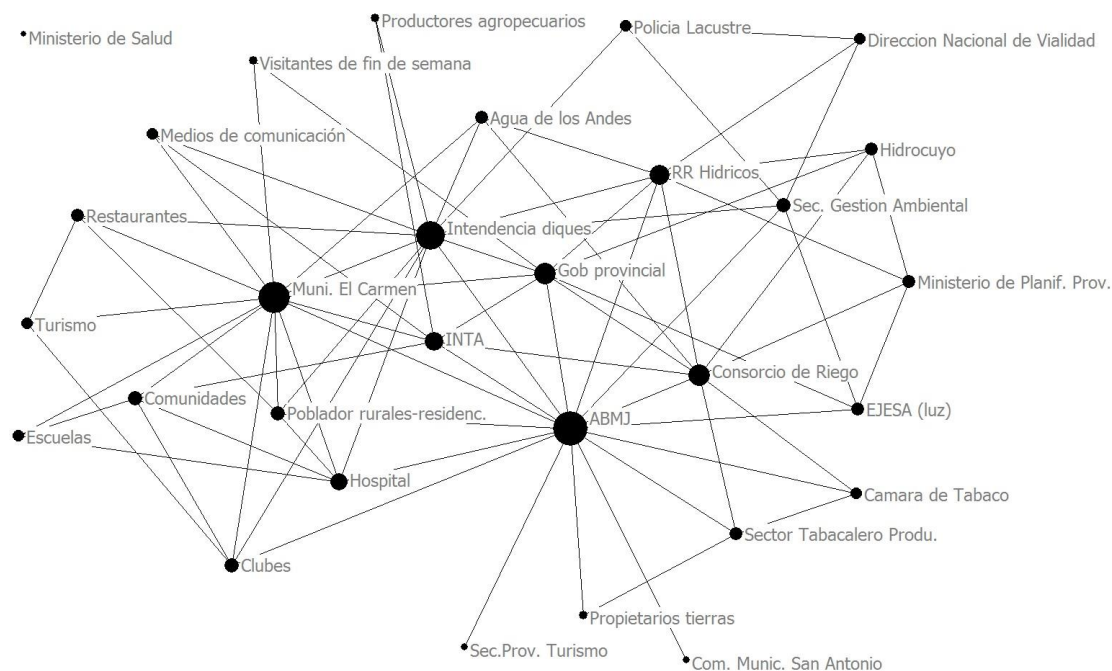 Productores agropecuarios
Policia Lacustre
Ministerio de Salud
Direccion Nacional de Vialidad
Visitantes de fin de semana
Agua de los Andes
Medios de comunicación
Hidrocuyo
RR Hidricos
Sec. Gestion Ambiental
Restaurantes
Intendencia diques
Gob provincial
Ministerio de Planif. Prov.
Muni. El Carmen
Turismo
INTA
Consorcio de Riego
Comunidades
Poblador rurales-residenc.
EJESA (luz)
ABMJ
Escuelas
Hospital
Camara de Tabaco
Sector Tabacalero Produ.
Clubes
Propietarios tierras
Sec.Prov. Turismo
Com. Munic. San Antonio